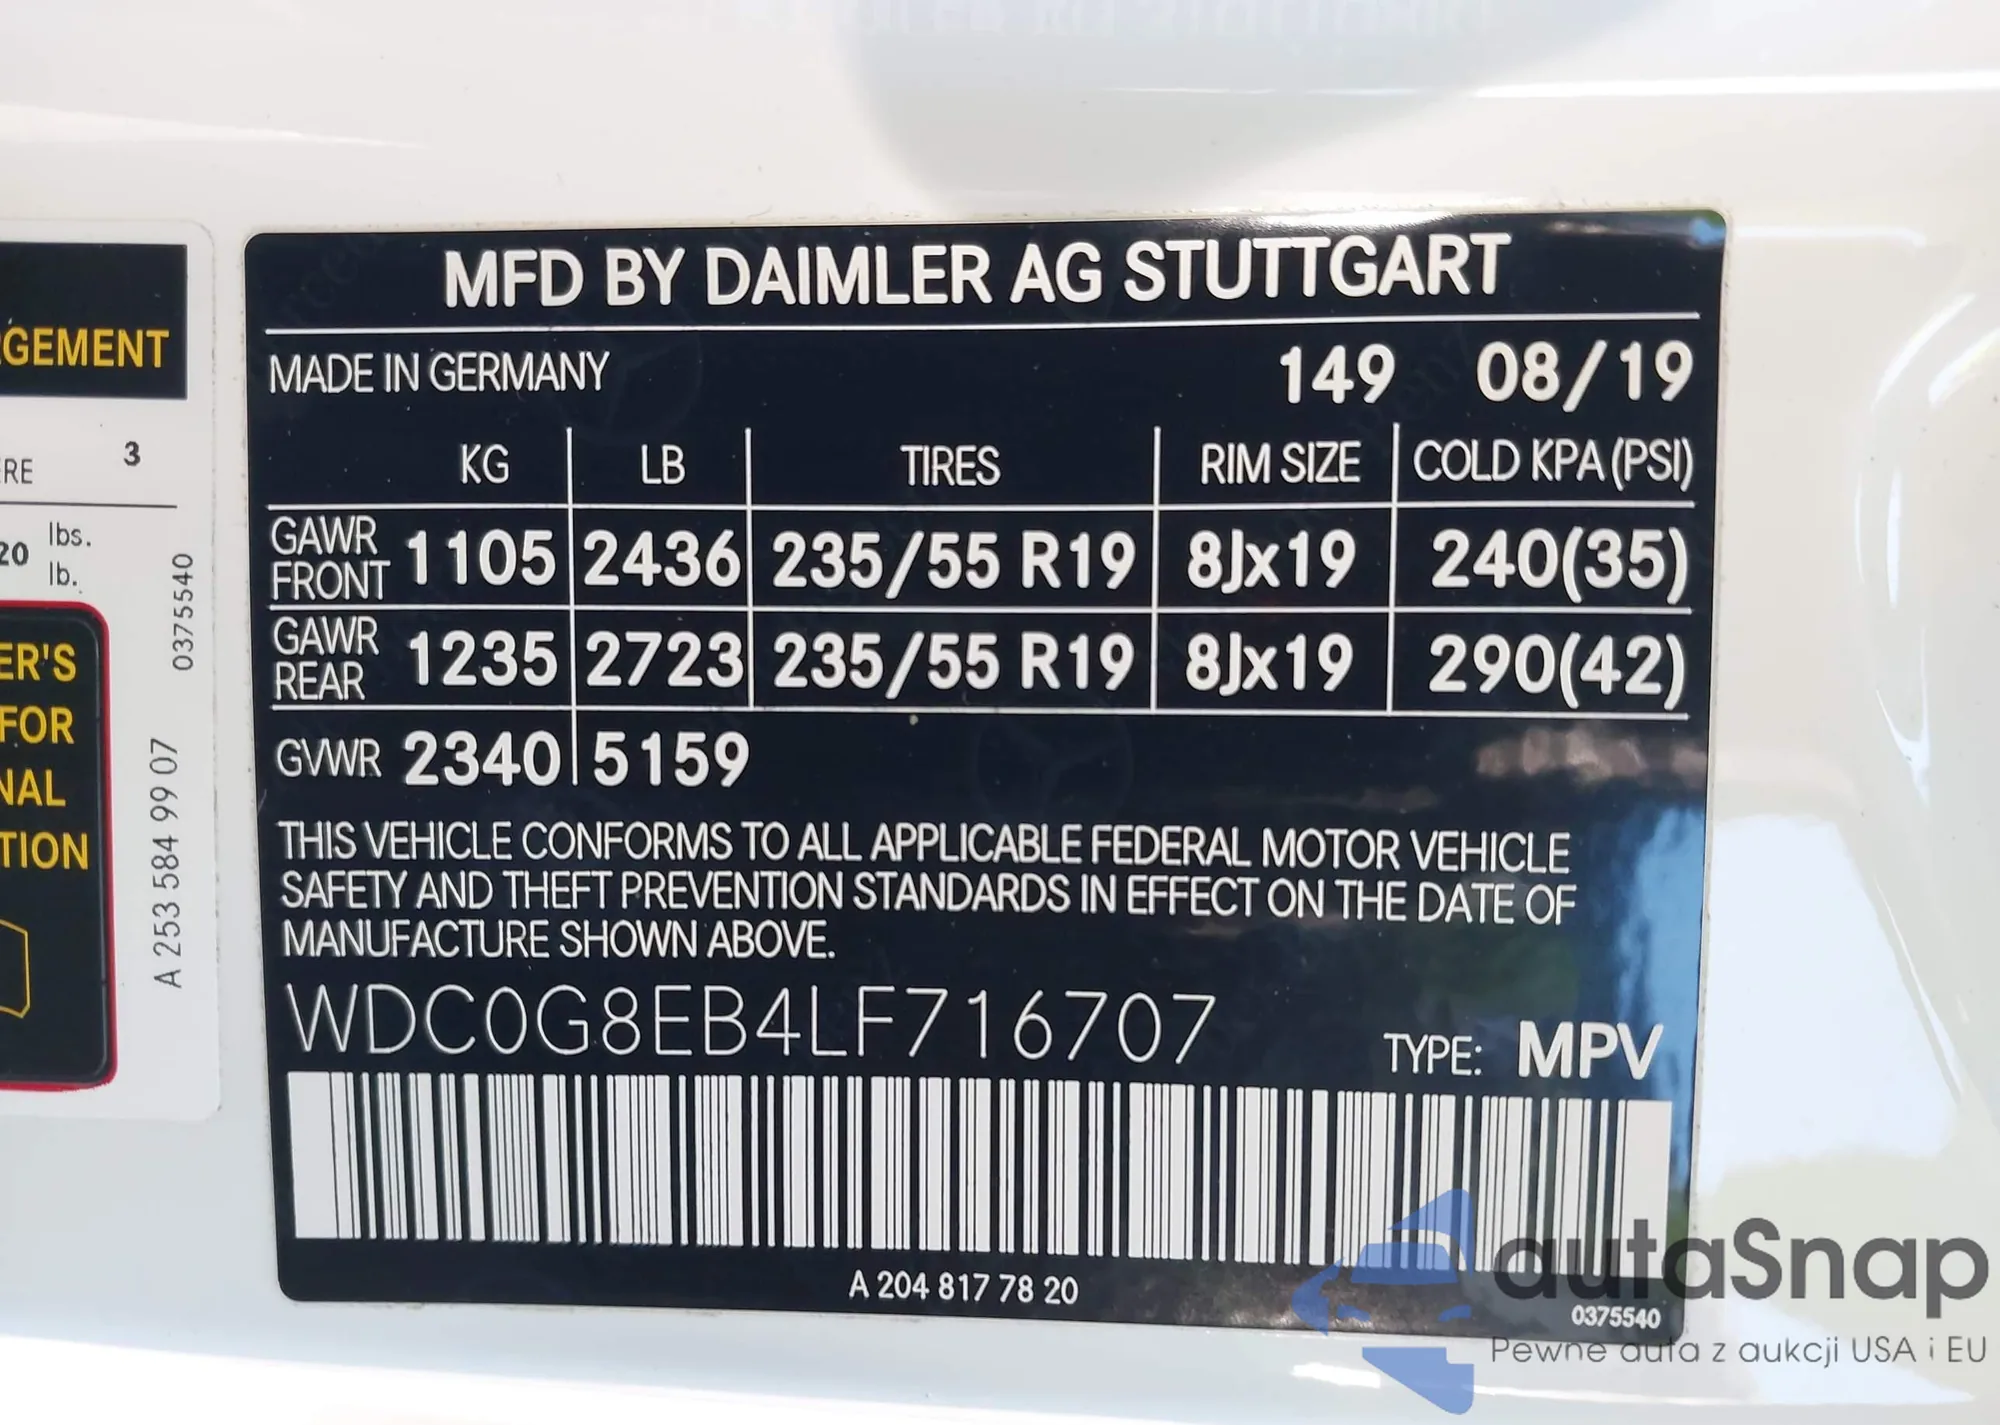 GEMENT
ERE 3
20 lbs.
lb.
ER'S
FOR
NAL
TION
0375540
A 253 584 99 07
MFD BY DAIMLER AG STUTTGART
MADE IN GERMANY 149 08/19
KG LB TIRES RIM SIZE COLD KPA (PSI)
GAWR FRONT 1105 2436 235/55 R19 8Jx19 240(35)
GAWR REAR 1235 2723 235/55 R19 8Jx19 290(42)
GVWR 2340 5159
THIS VEHICLE CONFORMS TO ALL APPLICABLE FEDERAL MOTOR VEHICLE
SAFETY AND THEFT PREVENTION STANDARDS IN EFFECT ON THE DATE OF
MANUFACTURE SHOWN ABOVE.
WDC0G8EB4LF716707 TYPE: MPV
A 204 817 78 20
0375540
autaSnap
Pewne auta z aukcji USA i EU